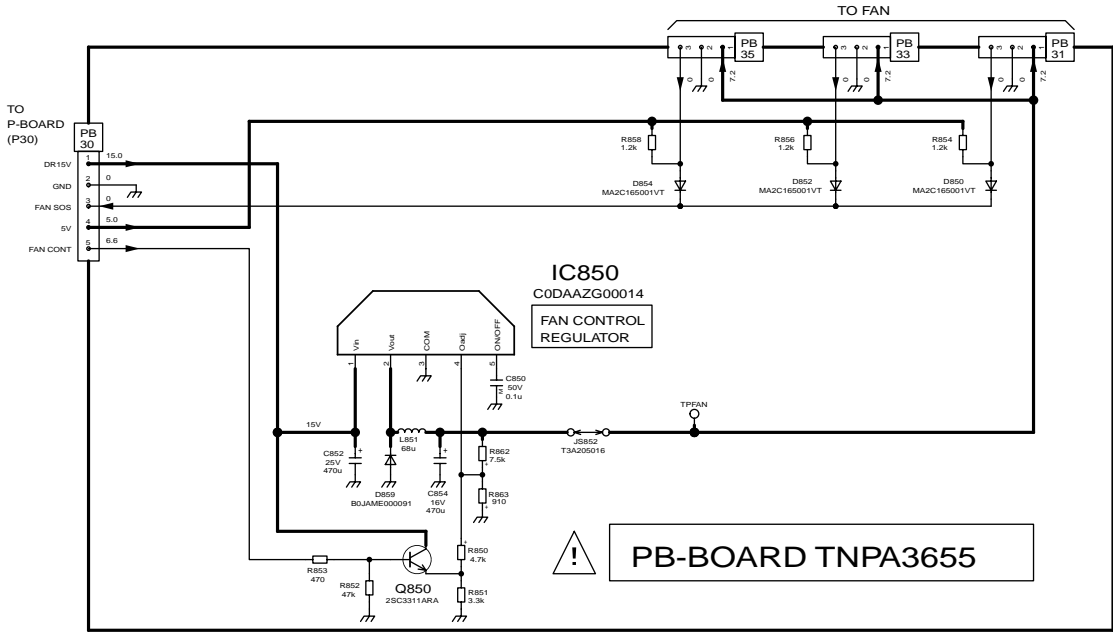 TO FAN
3 2 1 PB 35
3 2 1 PB 33
3 2 1 PB 31
0 0 7.2
0 0 7.2
0 0 7.2
TO
P-BOARD
(P30)
PB
30
DR15V 1 15.0
GND 2 0
FAN SOS 3 0
5V 4 5.0
FAN CONT 5 6.6
R858
1.2k
R856
1.2k
R854
1.2k
D854
MA2C165001VT
D852
MA2C165001VT
D850
MA2C165001VT
IC850
C0DAAZG00014
FAN CONTROL
REGULATOR
Vin Vout COM Oadj ON/OFF
1 2 3 4 5
C850
50V
M 0.1u
15V
TPFAN
L851
68u
JS852
T3A205016
C852
25V
470u
+
D859
B0JAME000091
+
C854
16V
470u
R862
7.5k
R863
910
R850
4.7k
R853
470
R852
47k
Q850
2SC3311ARA
R851
3.3k
!
PB-BOARD TNPA3655